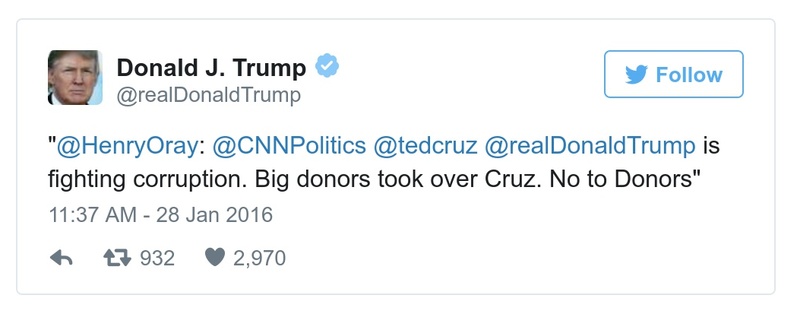 Donald J. Trump
@realDonaldTrump
Follow
"@HenryOray: @CNNPolitics @tedcruz @realDonaldTrump is
fighting corruption. Big donors took over Cruz. No to Donors"
11:37 AM - 28 Jan 2016
932 2,970